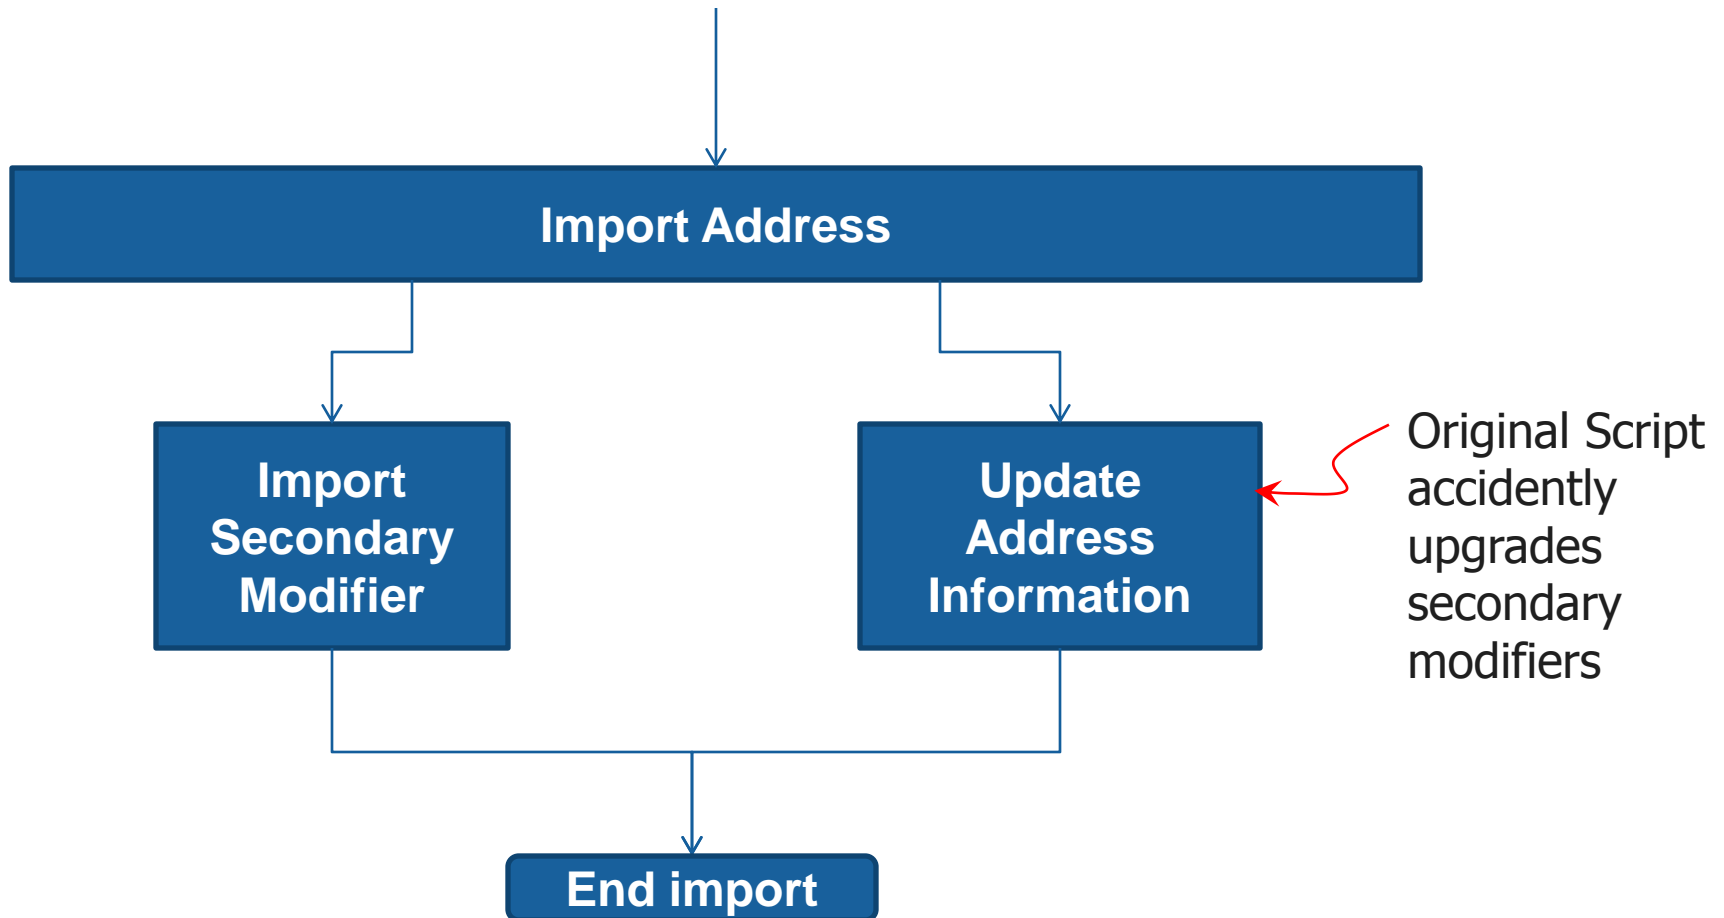 Import Address
Import
Secondary
Modifier
Update
Address
Information
Original Script
accidently
upgrades
secondary
modifiers
End import